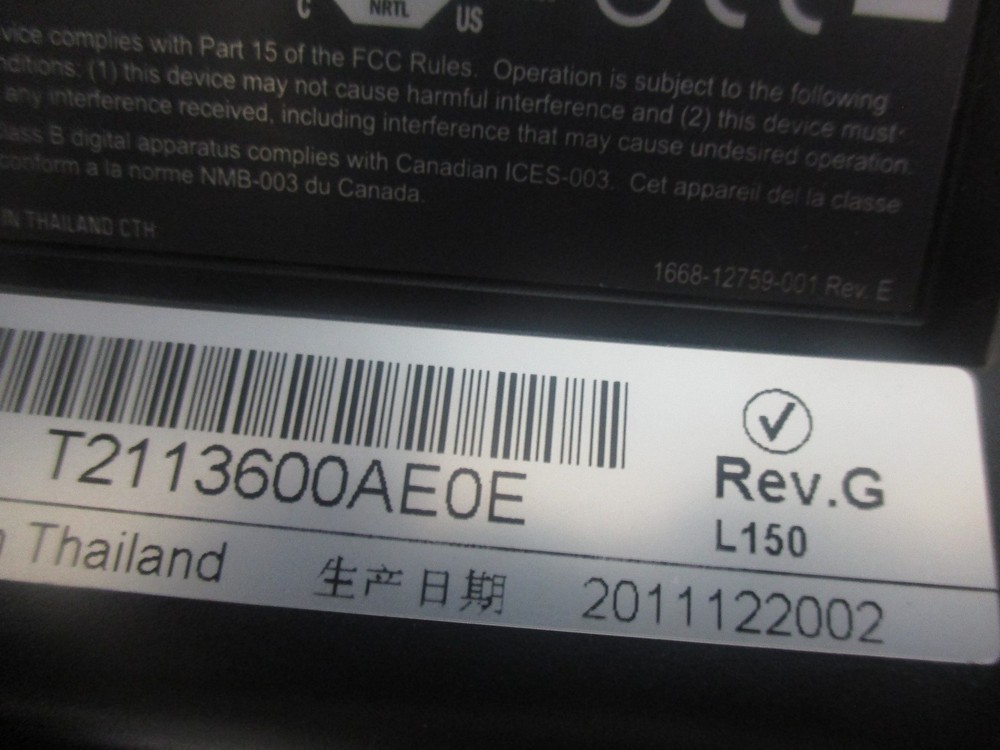 C NRTL US
vice complies with Part 15 of the FCC Rules. Operation is subject to the following
nditions: (1) this device may not cause harmful interference and (2) this device must
any interference received, including interference that may cause undesired operation.
lass B digital apparatus complies with Canadian ICES-003. Cet appareil del la classe
conform a la norme NMB-003 du Canada.
IN THAILAND CTH
1668-12759-001 Rev. E
T2113600AE0E
Rev.G
L150
Thailand 生产日期 2011122002